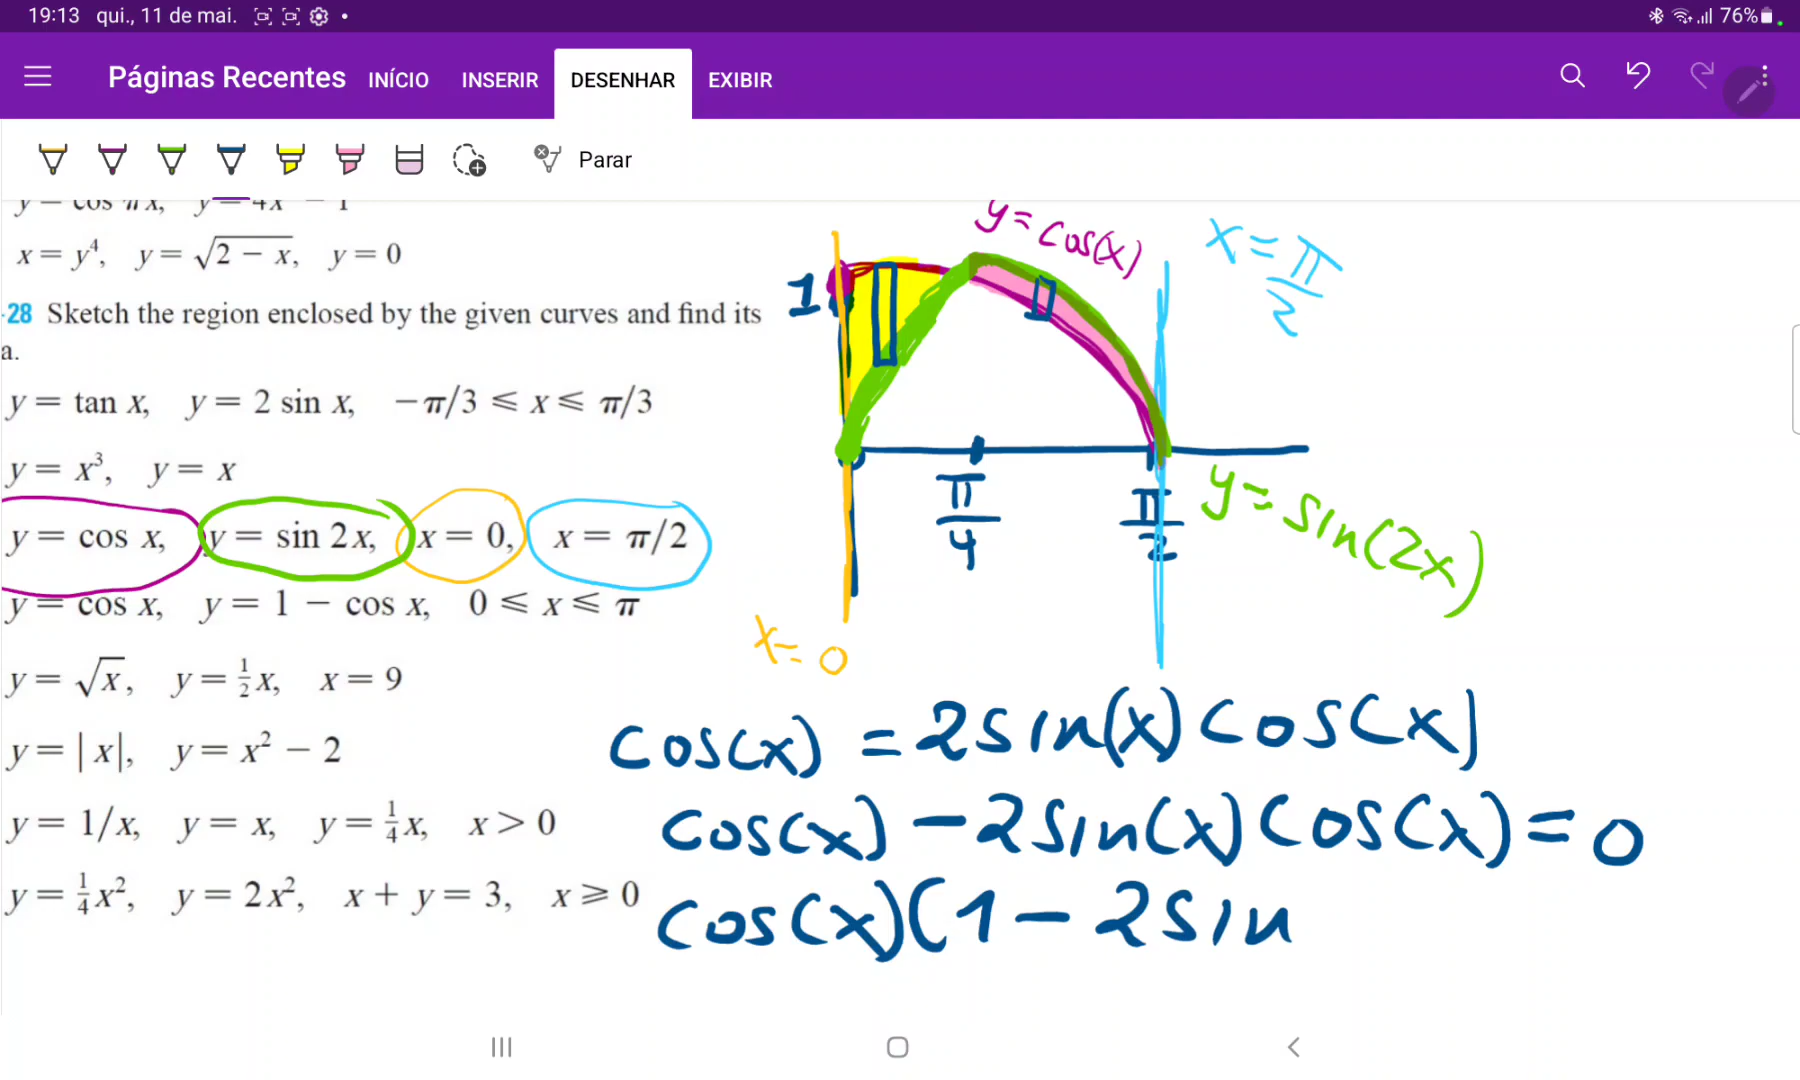 19:13 qui., 11 de mai. 76%
Páginas Recentes INÍCIO INSERIR DESENHAR EXIBIR
Parar
y = cos πx, y = 4x² − 1
x = y⁴, y = √(2 − x), y = 0
28 Sketch the region enclosed by the given curves and find its
a.
y = tan x, y = 2 sin x, −π/3 ⩽ x ⩽ π/3
y = x³, y = x
y = cos x, y = sin 2x, x = 0, x = π/2
y = cos x, y = 1 − cos x, 0 ⩽ x ⩽ π
y = √x, y = ½x, x = 9
y = |x|, y = x² − 2
y = 1/x, y = x, y = ¼x, x > 0
y = ¼x², y = 2x², x + y = 3, x ⩾ 0
y = cos(x)
x = π/2
1
π/4
π/2
y = sin(2x)
x = 0
cos(x) = 2sin(x)cos(x)
cos(x) − 2sin(x)cos(x) = 0
cos(x)(1 − 2sin